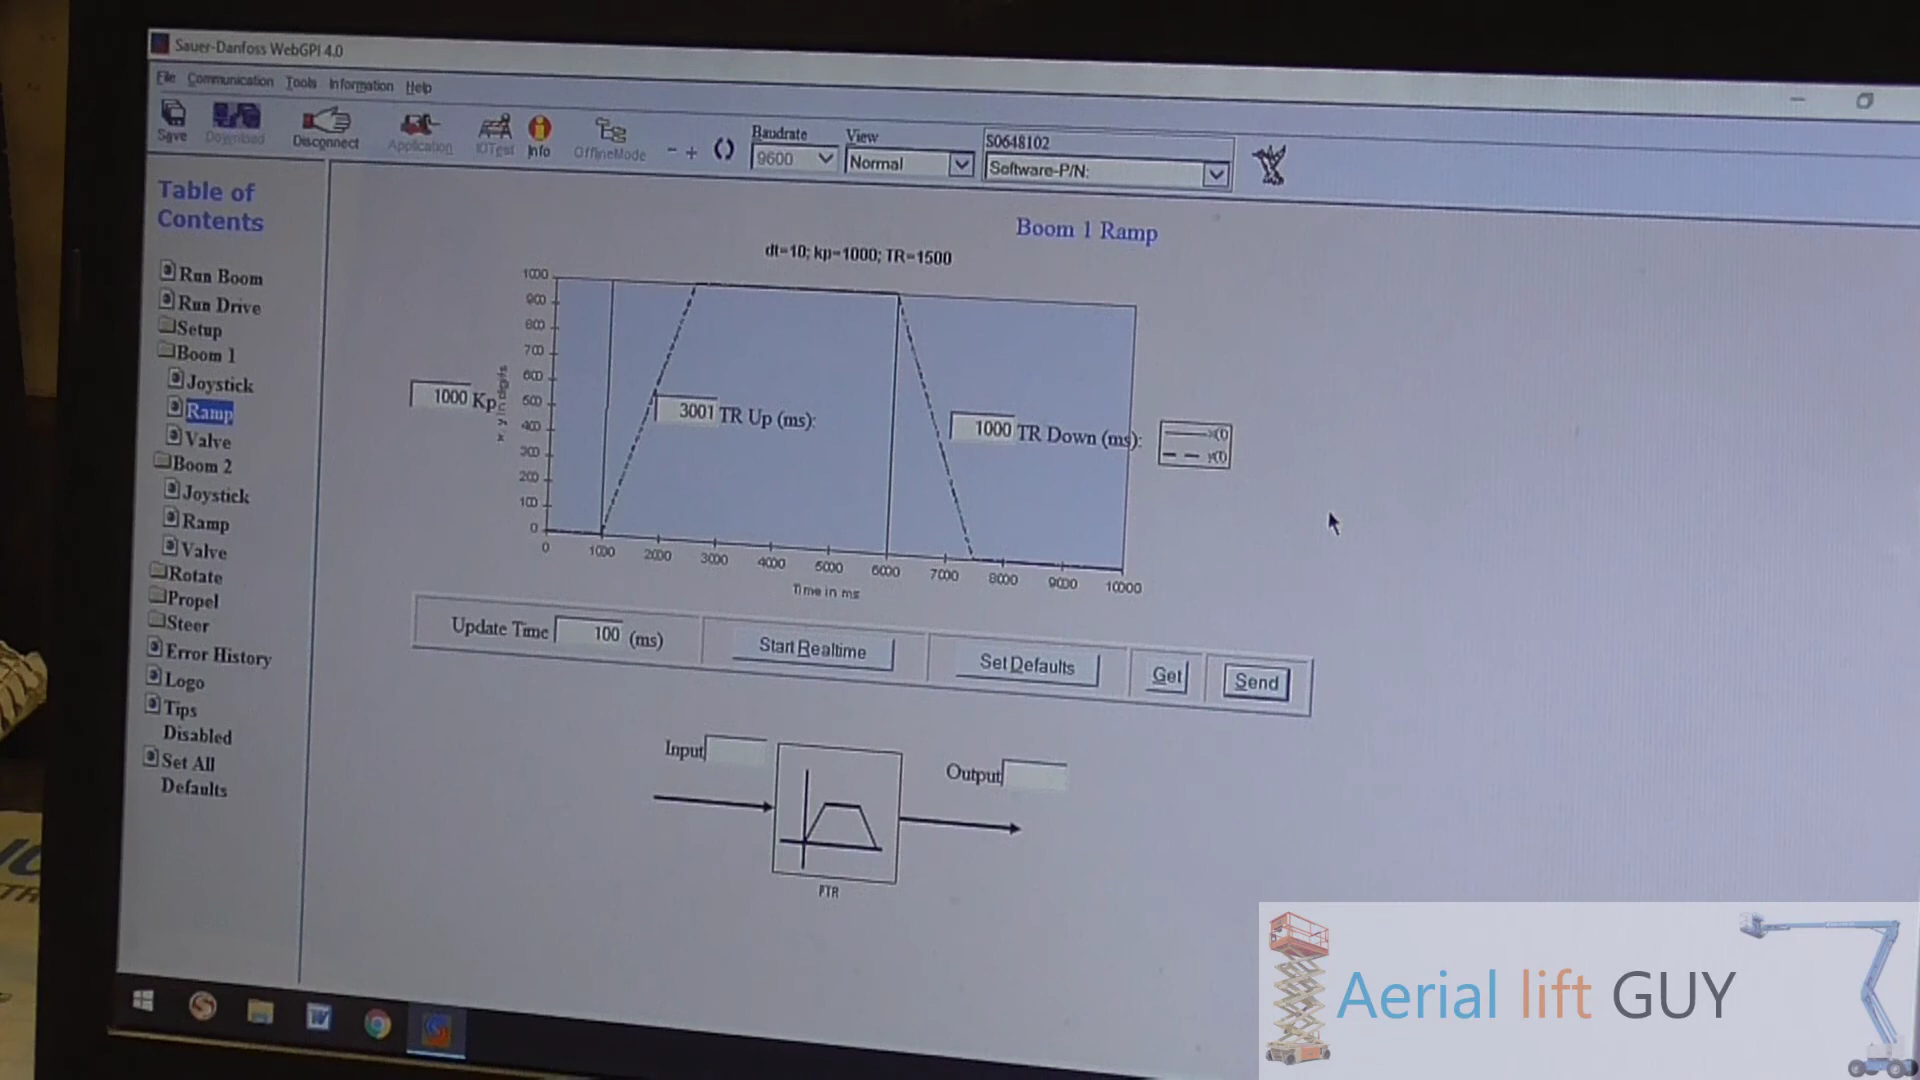 Sauer-Danfoss WebGPI 4.0
File Communication Tools Information Help
Save Download Disconnect Application IOTest Info OfflineMode - +
Baudrate
9600
View
Normal
S0648102
Software-P/N:
Table of
Contents
Run Boom
Run Drive
Setup
Boom 1
Joystick
Ramp
Valve
Boom 2
Joystick
Ramp
Valve
Rotate
Propel
Steer
Error History
Logo
Tips
Disabled
Set All
Defaults
Boom 1 Ramp
dt=10; kp=1000; TR=1500
1000
900
800
700
600
500
400
300
200
100
0
x, y in digits
1000 Kp
3001 TR Up (ms):
1000 TR Down (ms):
x(t)
y(t)
0 1000 2000 3000 4000 5000 6000 7000 8000 9000 10000
Time in ms
Update Time 100 (ms) Start Realtime Set Defaults Get Send
Input
Output
FTR
Aerial lift GUY